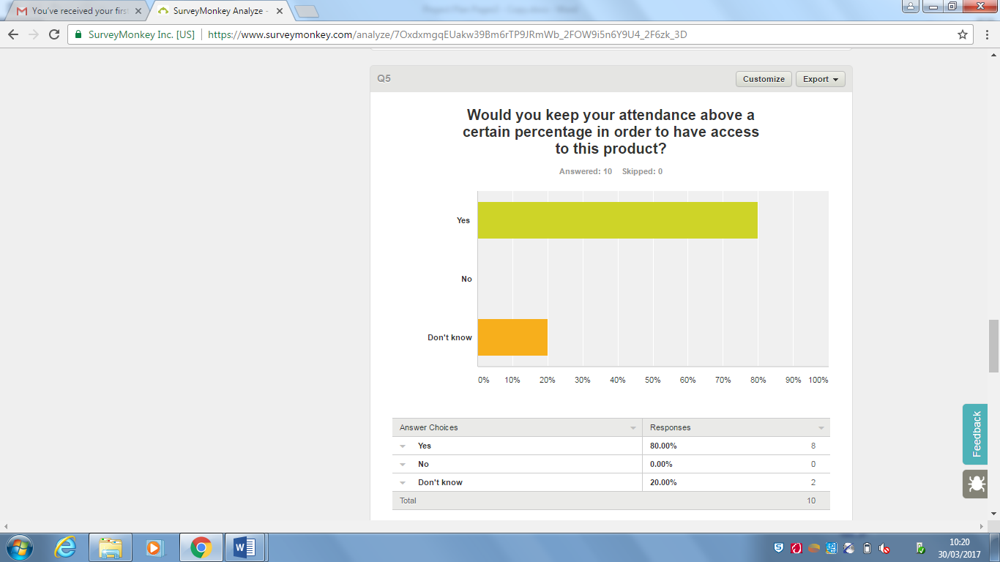 You've received your first
SurveyMonkey Analyze -
SurveyMonkey Inc. [US]
https://www.surveymonkey.com/analyze/7OxdxmgqEUakw39Bm6rTP9JRmWb_2FOW9i5n6Y9U4_2F6zk_3D
Q5
Customize
Export
Would you keep your attendance above a
certain percentage in order to have access
to this product?
Answered: 10 Skipped: 0
Yes
No
Don't know
0% 10% 20% 30% 40% 50% 60% 70% 80% 90% 100%
Answer Choices Responses
Yes 80.00% 8
No 0.00% 0
Don't know 20.00% 2
Total 10
Feedback
10:20
30/03/2017